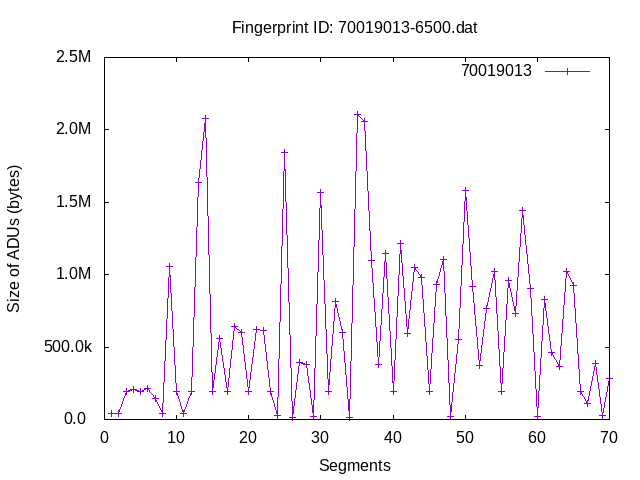 Fingerprint ID: 70019013-6500.dat
70019013
2.5M
2.0M
1.5M
1.0M
500.0k
0.0
Size of ADUs (bytes)
0 10 20 30 40 50 60 70
Segments